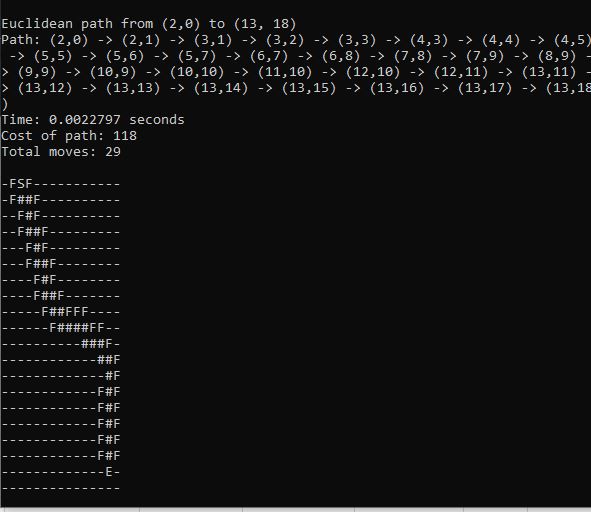 Euclidean path from (2,0) to (13, 18)
Path: (2,0) -> (2,1) -> (3,1) -> (3,2) -> (3,3) -> (4,3) -> (4,4) -> (4,5)
 -> (5,5) -> (5,6) -> (5,7) -> (6,7) -> (6,8) -> (7,8) -> (7,9) -> (8,9) -
> (9,9) -> (10,9) -> (10,10) -> (11,10) -> (12,10) -> (12,11) -> (13,11) -
> (13,12) -> (13,13) -> (13,14) -> (13,15) -> (13,16) -> (13,17) -> (13,18
)
Time: 0.0022797 seconds
Cost of path: 118
Total moves: 29
-FSF-----------
-F##F----------
--F#F----------
--F##F---------
---F#F---------
---F##F--------
----F#F--------
----F##F-------
-----F##FFF----
------F####FF--
----------###F-
------------##F
-------------#F
------------F#F
------------F#F
------------F#F
------------F#F
------------F#F
-------------E-
---------------